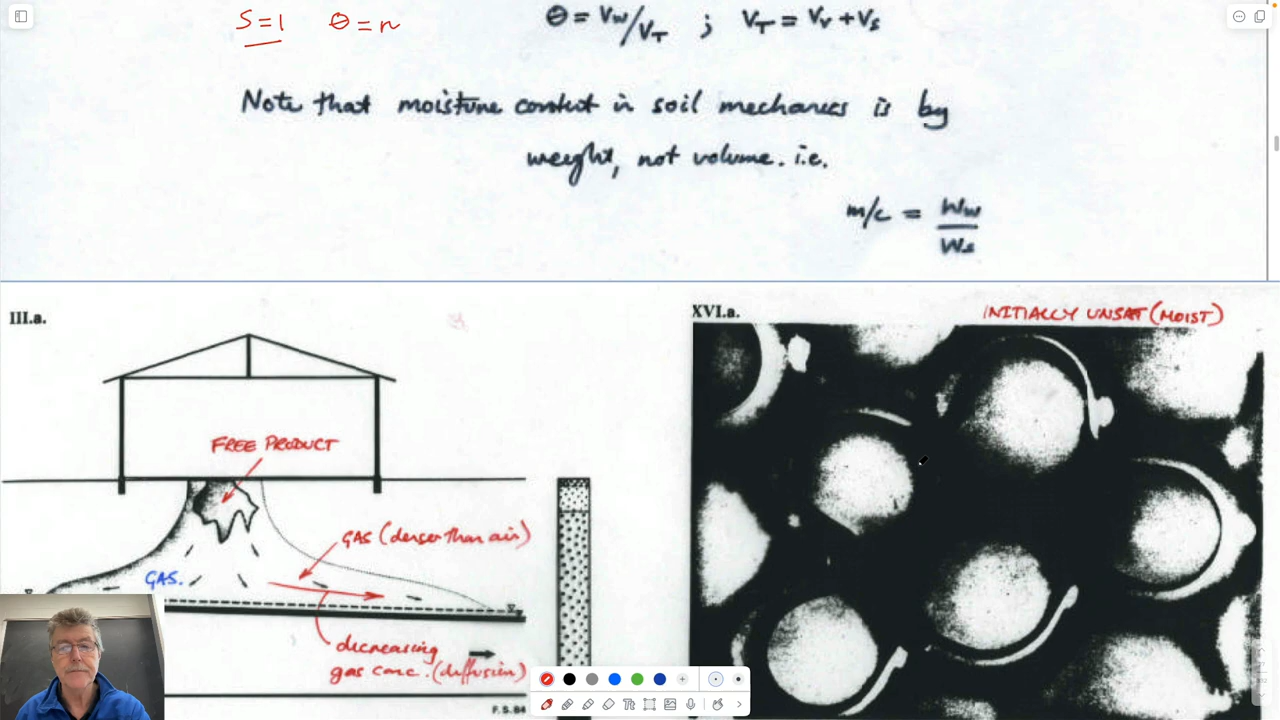 S=1 θ=n
θ = Vw/VT ; VT = Vv + Vs
Note that moisture content in soil mechanics is by
weight, not volume. i.e.
m/c = Ww
Ws
III.a.
FREE PRODUCT
GAS (denser than air)
GAS.
decreasing
gas conc. (diffusion)
F.S.84
XVI.a.
INITIALLY UNSAT (MOIST)